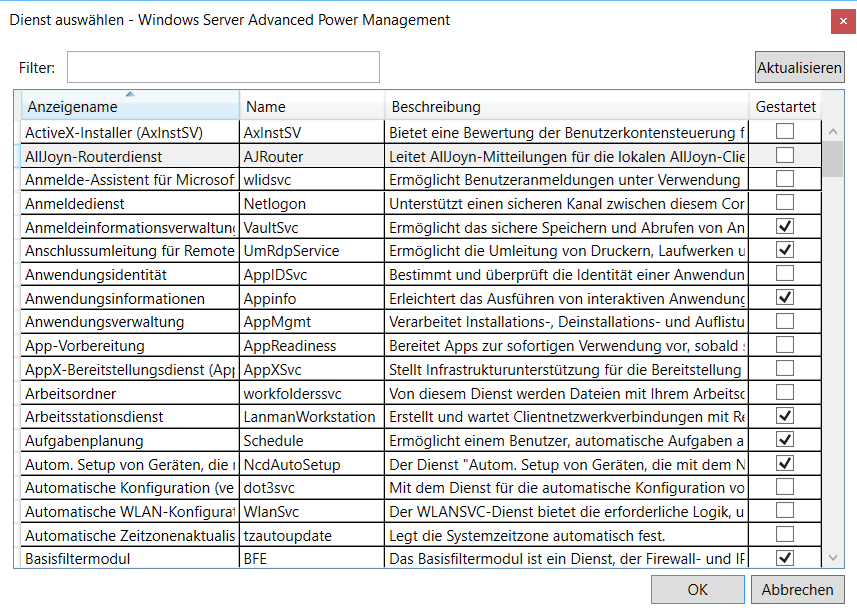 Dienst auswählen - Windows Server Advanced Power Management
Filter: Aktualisieren
Anzeigename Name Beschreibung Gestartet
ActiveX-Installer (AxInstSV) AxInstSV Bietet eine Bewertung der Benutzerkontensteuerung f
AllJoyn-Routerdienst AJRouter Leitet AllJoyn-Mitteilungen für die lokalen AllJoyn-Clie
Anmelde-Assistent für Microsof wlidsvc Ermöglicht Benutzeranmeldungen unter Verwendung
Anmeldedienst Netlogon Unterstützt einen sicheren Kanal zwischen diesem Cor
Anmeldeinformationsverwaltung VaultSvc Ermöglicht das sichere Speichern und Abrufen von An
Anschlussumleitung für Remote UmRdpService Ermöglicht die Umleitung von Druckern, Laufwerken u
Anwendungsidentität AppIDSvc Bestimmt und überprüft die Identität einer Anwendun
Anwendungsinformationen Appinfo Erleichtert das Ausführen von interaktiven Anwendung
Anwendungsverwaltung AppMgmt Verarbeitet Installations-, Deinstallations- und Auflistu
App-Vorbereitung AppReadiness Bereitet Apps zur sofortigen Verwendung vor, sobald s
AppX-Bereitstellungsdienst (App AppXSvc Stellt Infrastrukturunterstützung für die Bereitstellung
Arbeitsordner workfolderssvc Von diesem Dienst werden Dateien mit Ihrem Arbeitsc
Arbeitsstationsdienst LanmanWorkstation Erstellt und wartet Clientnetzwerkverbindungen mit Re
Aufgabenplanung Schedule Ermöglicht einem Benutzer, automatische Aufgaben a
Autom. Setup von Geräten, die r NcdAutoSetup Der Dienst "Autom. Setup von Geräten, die mit dem N
Automatische Konfiguration (ve dot3svc Mit dem Dienst für die automatische Konfiguration vo
Automatische WLAN-Konfigurat WlanSvc Der WLANSVC-Dienst bietet die erforderliche Logik, u
Automatische Zeitzonenaktualis tzautoupdate Legt die Systemzeitzone automatisch fest.
Basisfiltermodul BFE Das Basisfiltermodul ist ein Dienst, der Firewall- und IF
OK Abbrechen